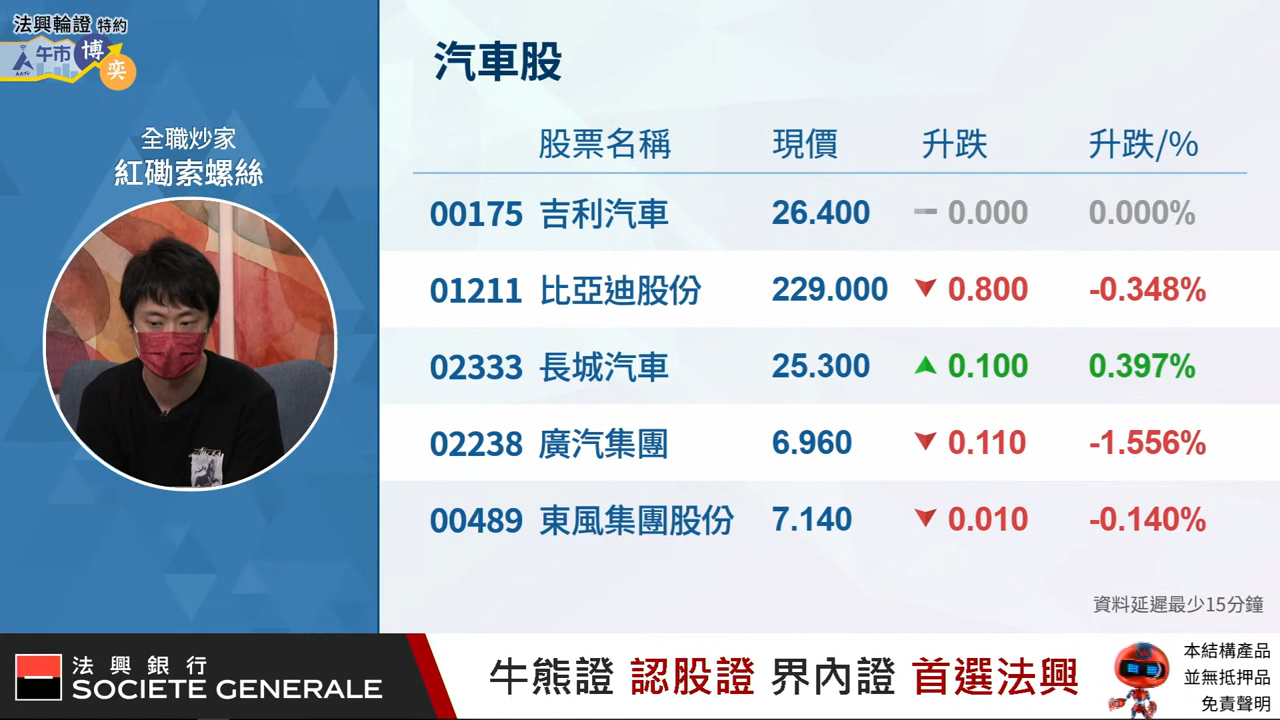 法興輪證 特約
午市 博
AATV 奕
全職炒家
紅磡索螺絲
汽車股
股票名稱 現價 升跌 升跌/%
00175 吉利汽車 26.400 0.000 0.000%
01211 比亞迪股份 229.000 0.800 -0.348%
02333 長城汽車 25.300 0.100 0.397%
02238 廣汽集團 6.960 0.110 -1.556%
00489 東風集團股份 7.140 0.010 -0.140%
資料延遲最少15分鐘
法興銀行
SOCIETE GENERALE
牛熊證 認股證 界內證 首選法興
本結構產品
並無抵押品
免責聲明